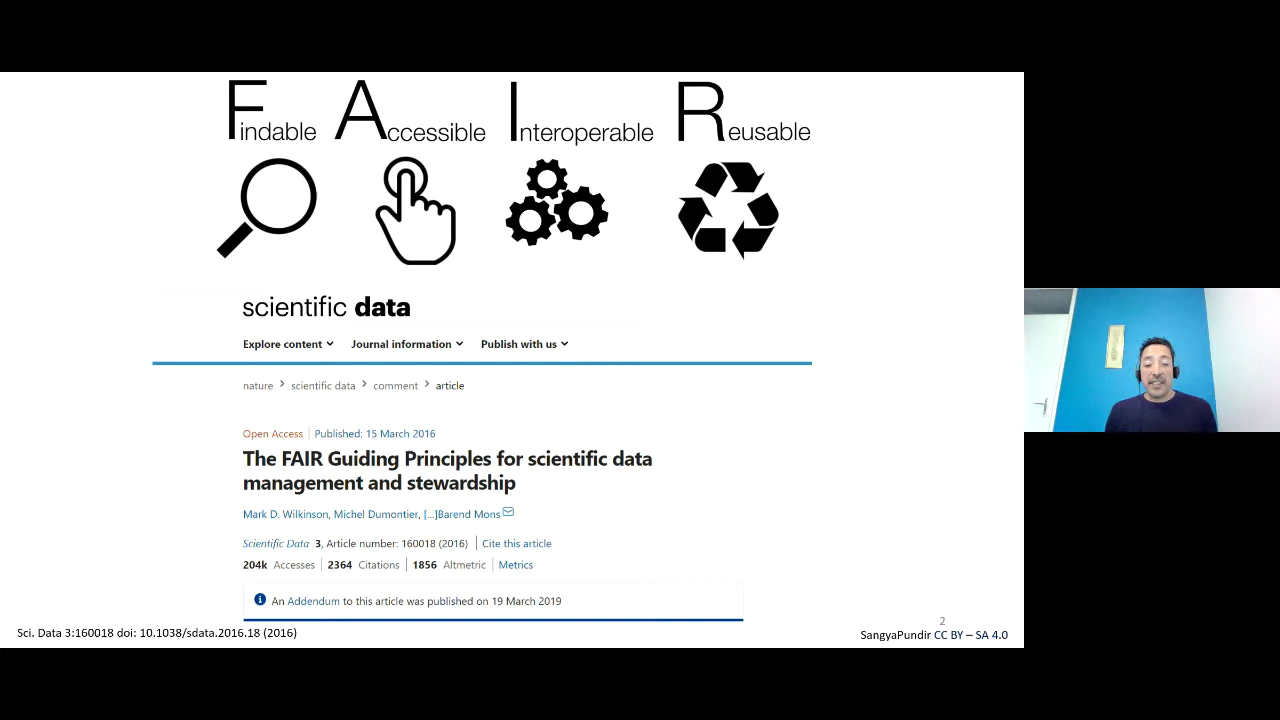 Findable Accessible Interoperable Reusable
scientific data
Explore content Journal information Publish with us
nature > scientific data > comment > article
Open Access | Published: 15 March 2016
The FAIR Guiding Principles for scientific data
management and stewardship
Mark D. Wilkinson, Michel Dumontier, [...]Barend Mons
Scientific Data 3, Article number: 160018 (2016) | Cite this article
204k Accesses | 2364 Citations | 1856 Altmetric | Metrics
An Addendum to this article was published on 19 March 2019
2
Sci. Data 3:160018 doi: 10.1038/sdata.2016.18 (2016)
SangyaPundir CC BY – SA 4.0